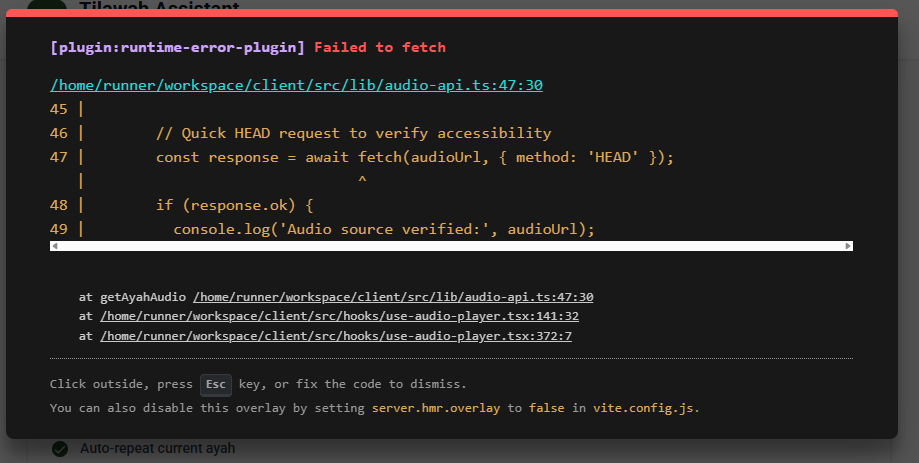 Tilawah Assistant
[plugin:runtime-error-plugin] Failed to fetch
/home/runner/workspace/client/src/lib/audio-api.ts:47:30
45 |
46 |        // Quick HEAD request to verify accessibility
47 |        const response = await fetch(audioUrl, { method: 'HEAD' });
   |                               ^
48 |        if (response.ok) {
49 |          console.log('Audio source verified:', audioUrl);
at getAyahAudio /home/runner/workspace/client/src/lib/audio-api.ts:47:30
at /home/runner/workspace/client/src/hooks/use-audio-player.tsx:141:32
at /home/runner/workspace/client/src/hooks/use-audio-player.tsx:372:7
Click outside, press Esc key, or fix the code to dismiss.
You can also disable this overlay by setting server.hmr.overlay to false in vite.config.js.
Auto-repeat current ayah